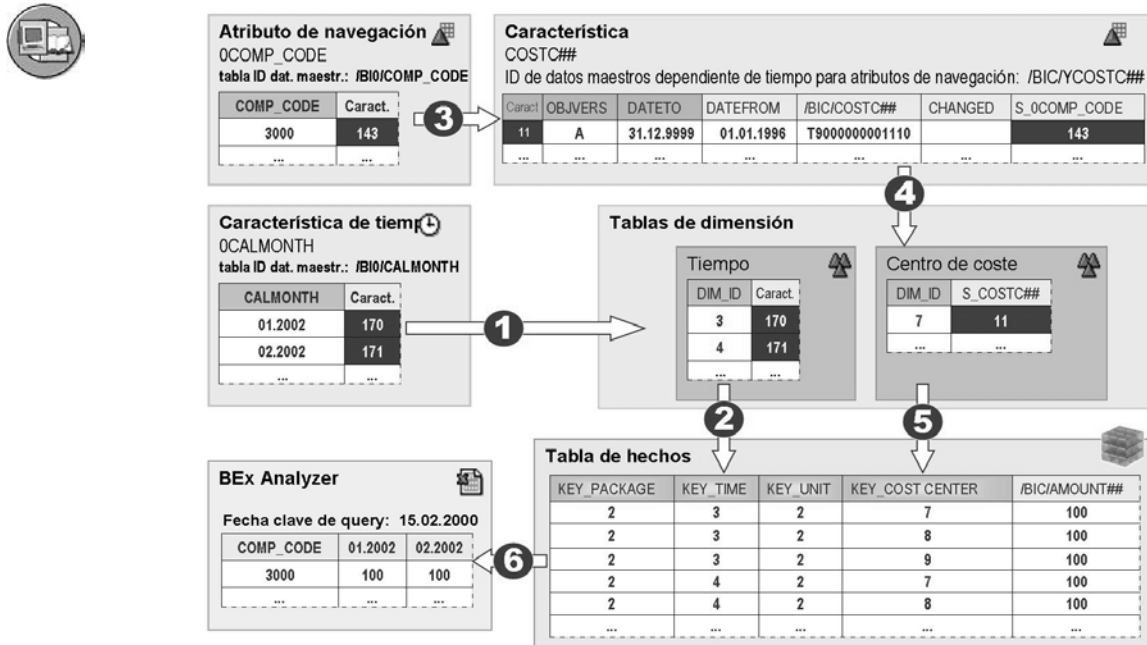 Atributo de navegación
0COMP_CODE
tabla ID dat. maestr.: /BI0/COMP_CODE
COMP_CODE Caract.
3000 143
... ...
3
Característica
COSTC##
ID de datos maestros dependiente de tiempo para atributos de navegación: /BIC/YCOSTC##
Caract OBJVERS DATETO DATEFROM /BIC/COSTC## CHANGED S_0COMP_CODE
11 A 31.12.9999 01.01.1996 T9000000001110 143
... ... ... ... ... ... ...
4
Característica de tiemp
0CALMONTH
tabla ID dat. maestr.: /BI0/CALMONTH
CALMONTH Caract.
01.2002 170
02.2002 171
... ...
1
Tablas de dimensión
Tiempo
DIM_ID Caract.
3 170
4 171
... ...
Centro de coste
DIM_ID S_COSTC##
7 11
... ...
2
5
Tabla de hechos
KEY_PACKAGE KEY_TIME KEY_UNIT KEY_COST CENTER /BIC/AMOUNT##
2 3 2 7 100
2 3 2 8 100
2 3 2 9 100
2 4 2 7 100
2 4 2 8 100
... ... ... ... ...
BEx Analyzer
Fecha clave de query: 15.02.2000
COMP_CODE 01.2002 02.2002
3000 100 100
... ... ...
6